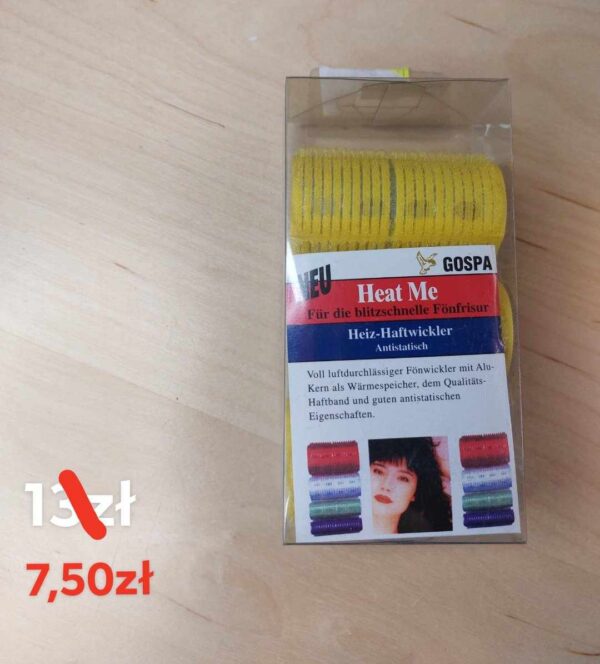 GOSPA
NEU
Heat Me
Für die blitzschnelle Fönfrisur
Heiz-Haftwickler
Antistatisch
Voll luftdurchlässiger Fönwickler mit Alu-
Kern als Wärmespeicher, dem Qualitäts-
Haftband und guten antistatischen
Eigenschaften.
13zł
7,50zł